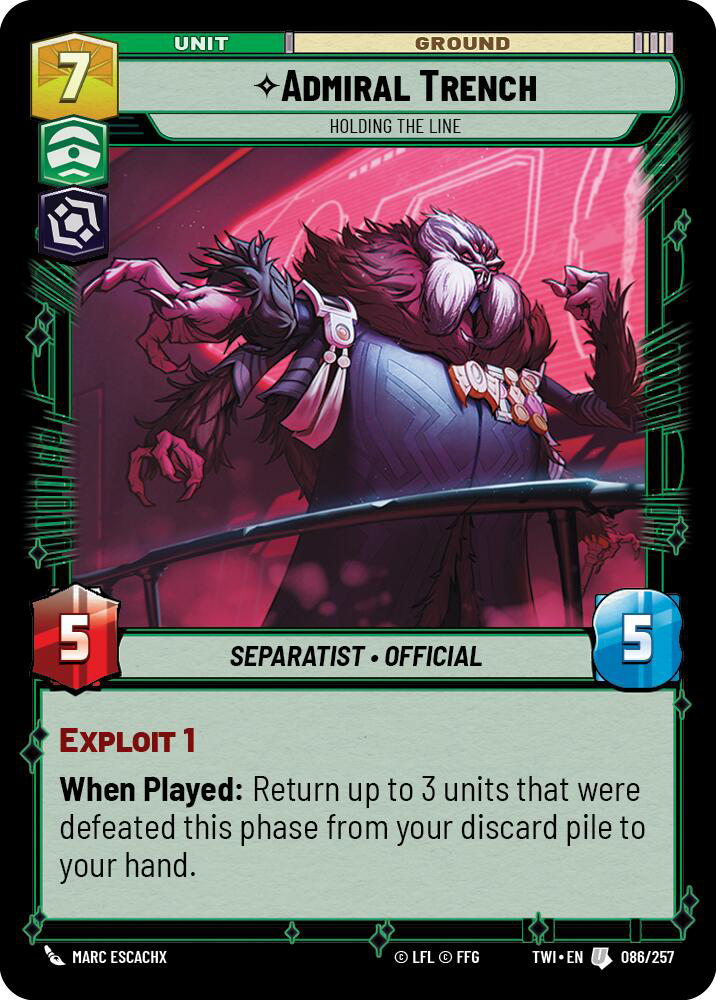 UNIT
GROUND
7
ADMIRAL TRENCH
HOLDING THE LINE
5
SEPARATIST • OFFICIAL
5
EXPLOIT 1
When Played: Return up to 3 units that were
defeated this phase from your discard pile to
your hand.
MARC ESCACHX
© LFL © FFG
TWI • EN
U
086/257